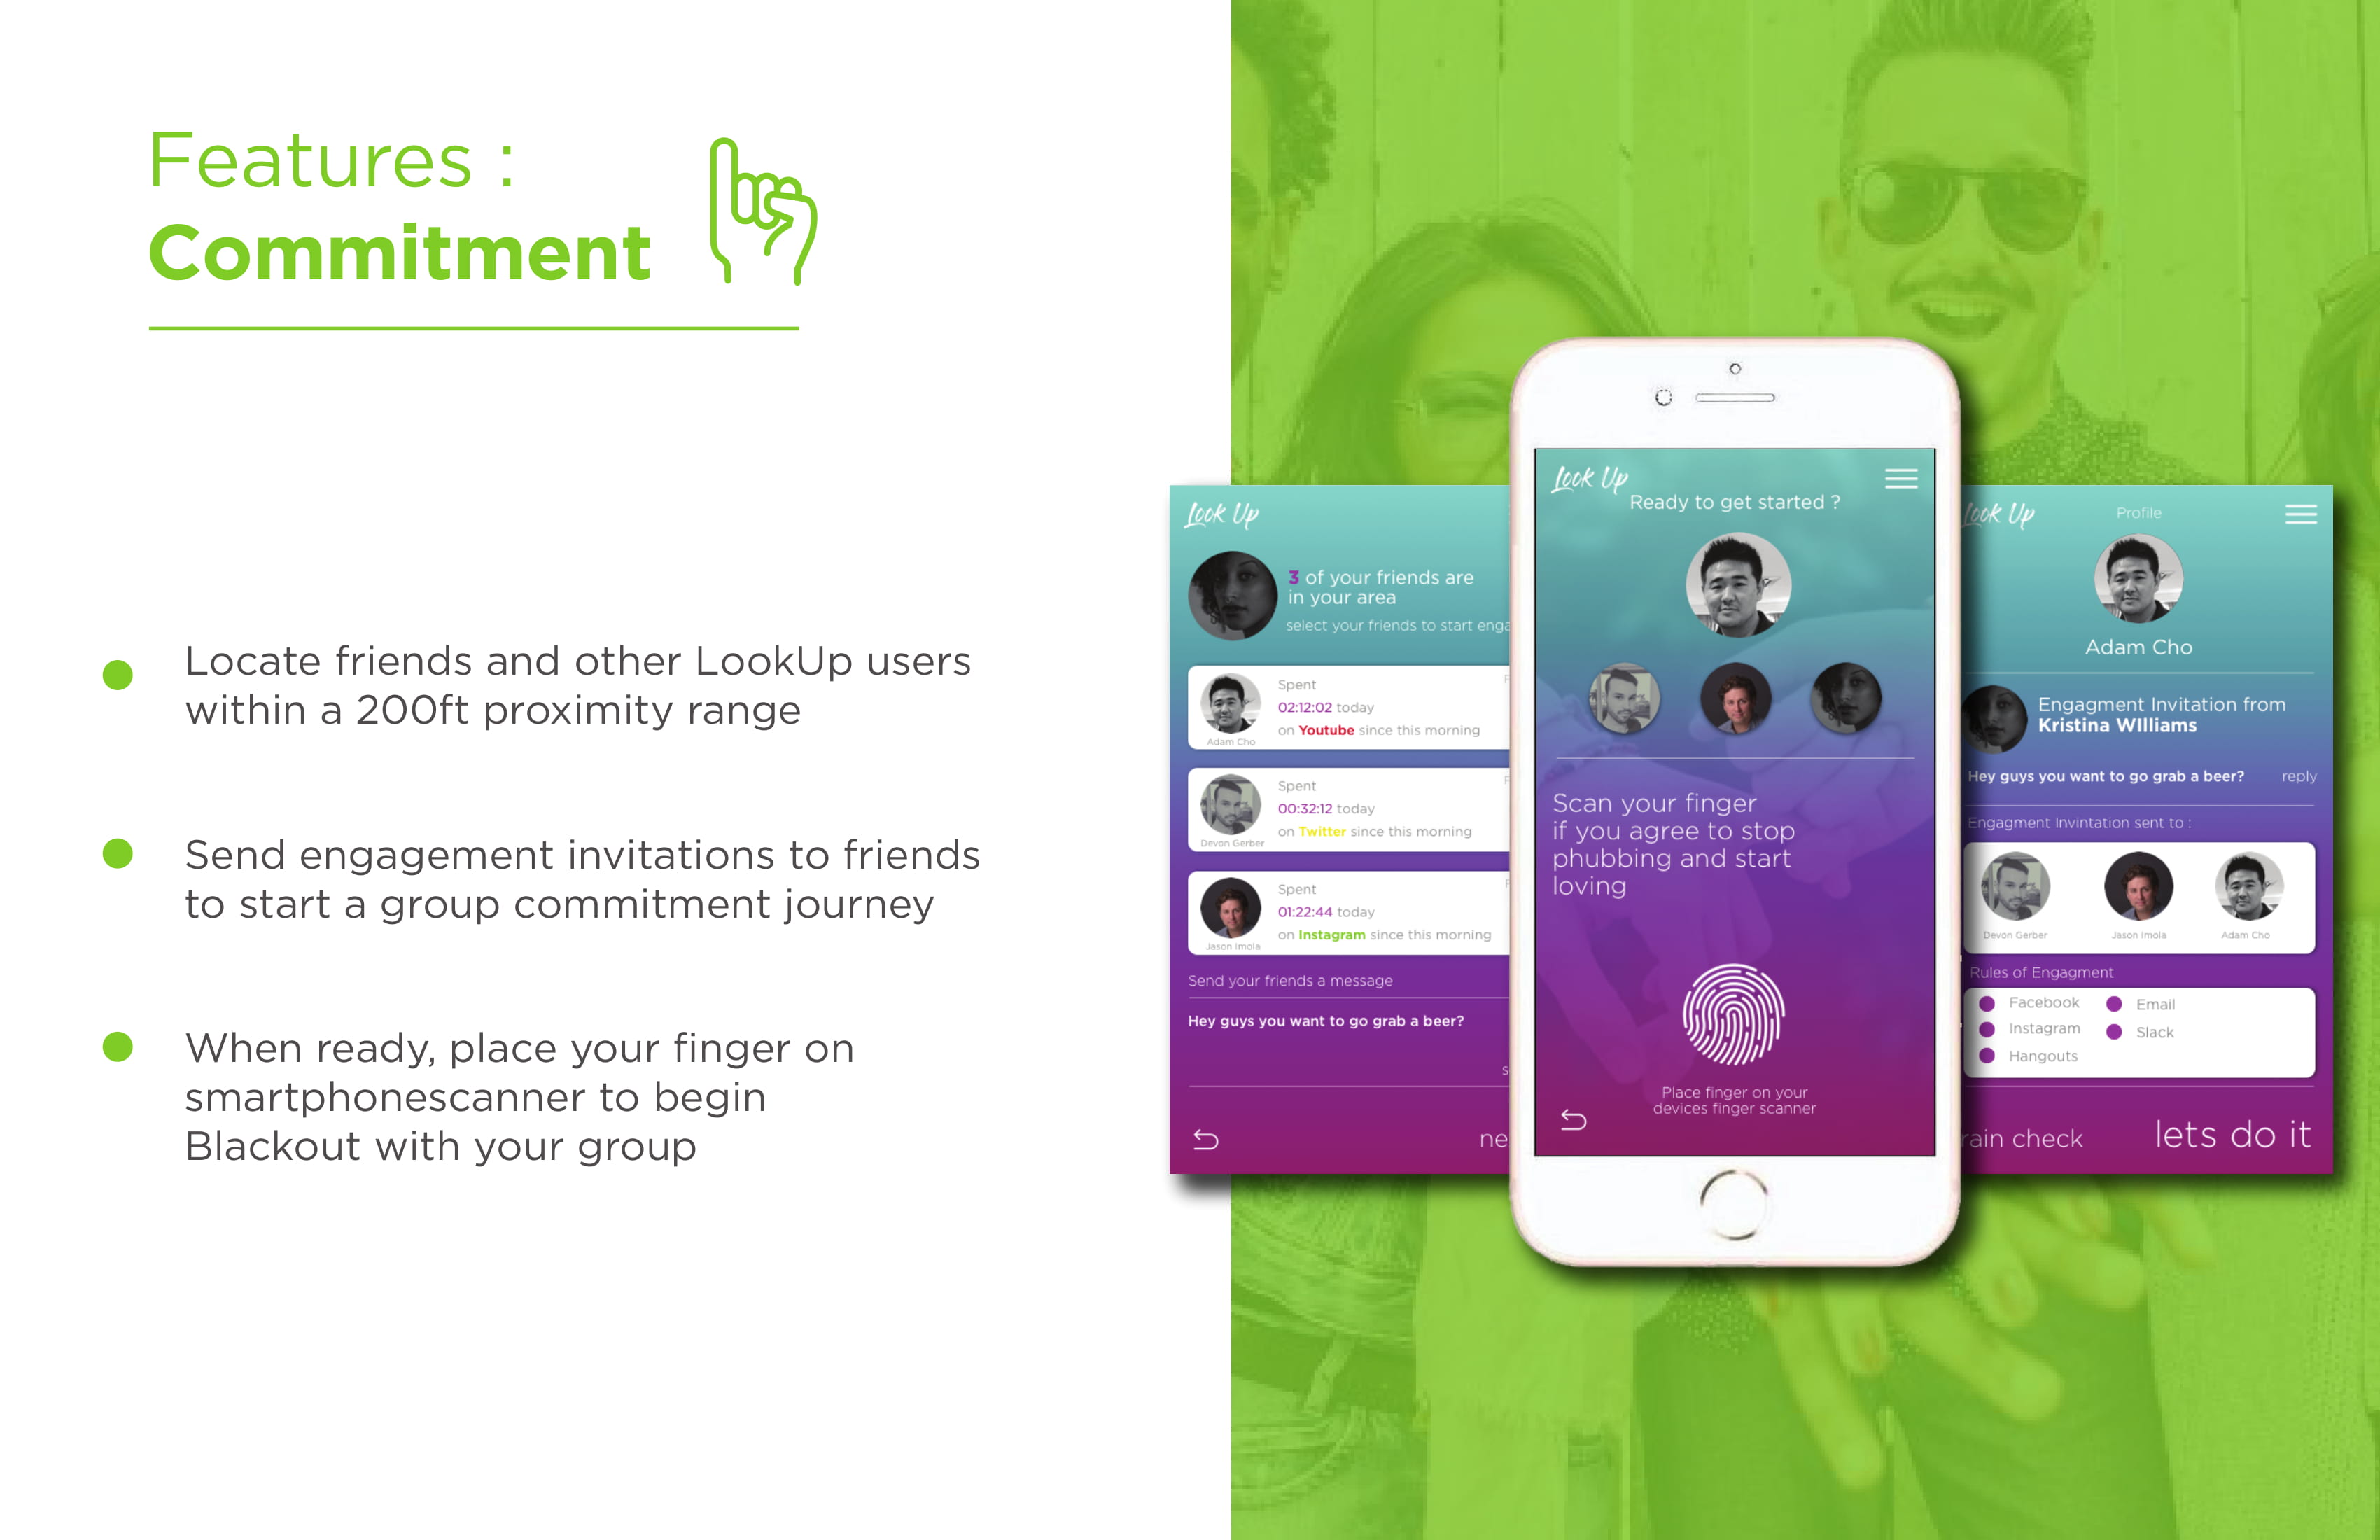 Features :
Commitment
Locate friends and other LookUp users
within a 200ft proximity range
Send engagement invitations to friends
to start a group commitment journey
When ready, place your finger on
smartphonescanner to begin
Blackout with your group
Look Up
3 of your friends are
in your area
select your friends to start enga
Spent
02:12:02 today
on Youtube since this morning
Adam Cho
Spent
00:32:12 today
on Twitter since this morning
Devon Gerber
Spent
01:22:44 today
on Instagram since this morning
Jason Imola
Send your friends a message
Hey guys you want to go grab a beer?
s
ne
Look Up
Ready to get started ?
Scan your finger
if you agree to stop
phubbing and start
loving
Place finger on your
devices finger scanner
Look Up
Profile
Adam Cho
Engagment Invitation from
Kristina WIlliams
Hey guys you want to go grab a beer? reply
Engagment Invintation sent to :
Devon Gerber Jason Imola Adam Cho
Rules of Engagment
Facebook Email
Instagram Slack
Hangouts
rain check lets do it